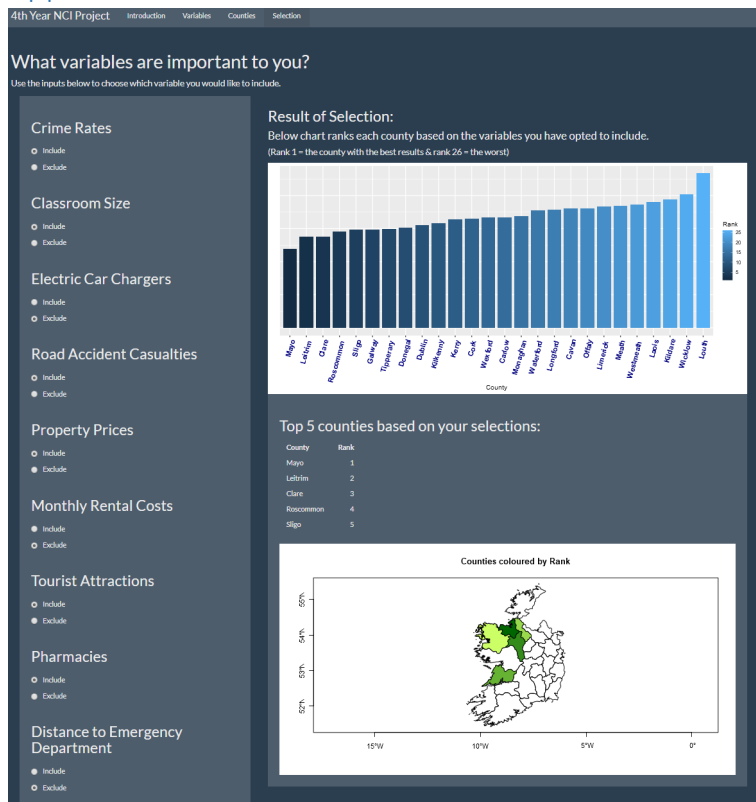 4th Year NCI Project Introduction Variables Counties Selection
What variables are important to you?
Use the inputs below to choose which variable you would like to include.
Crime Rates
Include
Exclude
Classroom Size
Include
Exclude
Electric Car Chargers
Include
Exclude
Road Accident Casualties
Include
Exclude
Property Prices
Include
Exclude
Monthly Rental Costs
Include
Exclude
Tourist Attractions
Include
Exclude
Pharmacies
Include
Exclude
Distance to Emergency
Department
Include
Exclude
Result of Selection:
Below chart ranks each county based on the variables you have opted to include.
(Rank 1 = the county with the best results & rank 26 = the worst)
Rank
25
20
15
10
5
Mayo
Leitrim
Clare
Roscommon
Sligo
Galway
Tipperary
Donegal
Dublin
Kilkenny
Kerry
Cork
Wexford
Carlow
Monaghan
Waterford
Longford
Cavan
Offaly
Limerick
Meath
Westmeath
Laois
Kildare
Wicklow
Louth
County
Top 5 counties based on your selections:
County Rank
Mayo 1
Leitrim 2
Clare 3
Roscommon 4
Sligo 5
Counties coloured by Rank
55°N
54°N
53°N
52°N
15°W 10°W 5°W 0°